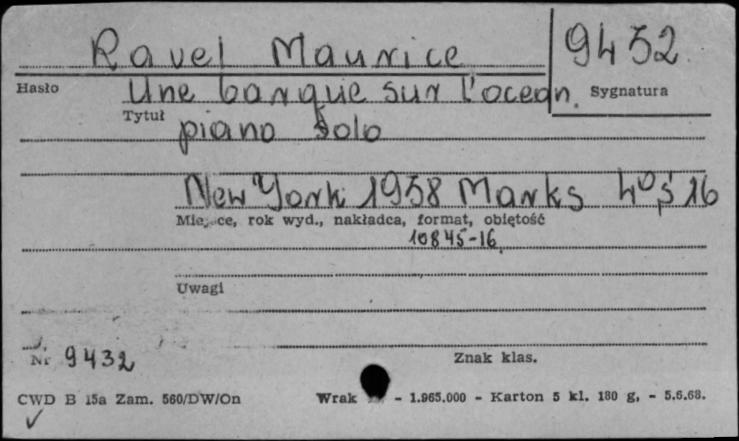 Ravel Maurice
9452
Hasło
Sygnatura
Une barque sur l'ocean.
Tytuł
piano solo
New York 1958 Marks 4° ś 16
Miejsce, rok wyd., nakładca, format, objętość
10845-16
Uwagi
Nr 9432
Znak klas.
CWD B 15a Zam. 560/DW/On
Wrak - 1.965.000 - Karton 5 kl. 180 g, - 5.6.68.